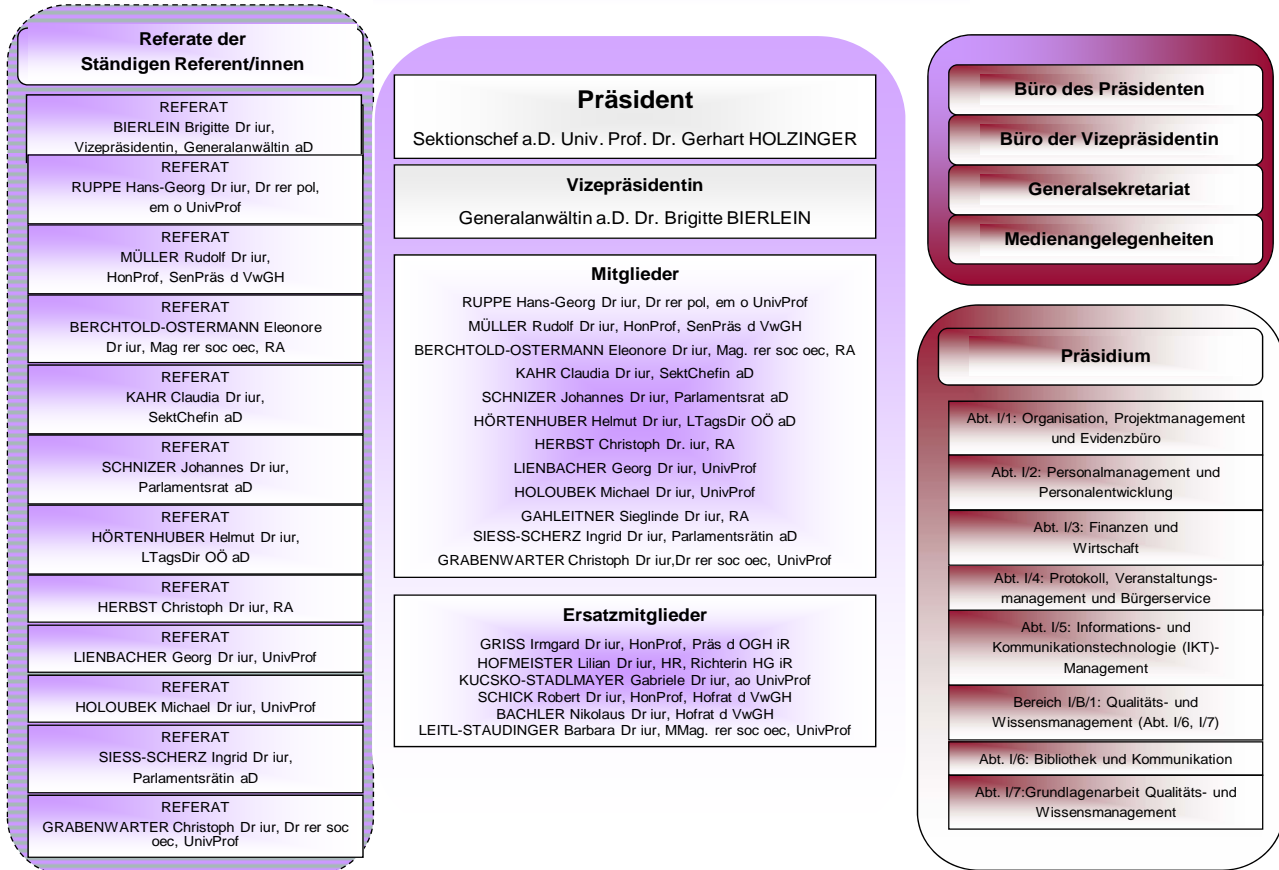 Referate der
Ständigen Referent/innen
REFERAT
BIERLEIN Brigitte Dr iur,
Vizepräsidentin, Generalanwältin aD
REFERAT
RUPPE Hans-Georg Dr iur, Dr rer pol,
em o UnivProf
REFERAT
MÜLLER Rudolf Dr iur,
HonProf, SenPräs d VwGH
REFERAT
BERCHTOLD-OSTERMANN Eleonore
Dr iur, Mag rer soc oec, RA
REFERAT
KAHR Claudia Dr iur,
SektChefin aD
REFERAT
SCHNIZER Johannes Dr iur,
Parlamentsrat aD
REFERAT
HÖRTENHUBER Helmut Dr iur,
LTagsDir OÖ aD
REFERAT
HERBST Christoph Dr iur, RA
REFERAT
LIENBACHER Georg Dr iur, UnivProf
REFERAT
HOLOUBEK Michael Dr iur, UnivProf
REFERAT
SIESS-SCHERZ Ingrid Dr iur,
Parlamentsrätin aD
REFERAT
GRABENWARTER Christoph Dr iur, Dr rer soc
oec, UnivProf
Präsident
Sektionschef a.D. Univ. Prof. Dr. Gerhart HOLZINGER
Vizepräsidentin
Generalanwältin a.D. Dr. Brigitte BIERLEIN
Mitglieder
RUPPE Hans-Georg Dr iur, Dr rer pol, em o UnivProf
MÜLLER Rudolf Dr iur, HonProf, SenPräs d VwGH
BERCHTOLD-OSTERMANN Eleonore Dr iur, Mag. rer soc oec, RA
KAHR Claudia Dr iur, SektChefin aD
SCHNIZER Johannes Dr iur, Parlamentsrat aD
HÖRTENHUBER Helmut Dr iur, LTagsDir OÖ aD
HERBST Christoph Dr. iur, RA
LIENBACHER Georg Dr iur, UnivProf
HOLOUBEK Michael Dr iur, UnivProf
GAHLEITNER Sieglinde Dr iur, RA
SIESS-SCHERZ Ingrid Dr iur, Parlamentsrätin aD
GRABENWARTER Christoph Dr iur,Dr rer soc oec, UnivProf
Ersatzmitglieder
GRISS Irmgard Dr iur, HonProf, Präs d OGH iR
HOFMEISTER Lilian Dr iur, HR, Richterin HG iR
KUCSKO-STADLMAYER Gabriele Dr iur, ao UnivProf
SCHICK Robert Dr iur, HonProf, Hofrat d VwGH
BACHLER Nikolaus Dr iur, Hofrat d VwGH
LEITL-STAUDINGER Barbara Dr iur, MMag. rer soc oec, UnivProf
Büro des Präsidenten
Büro der Vizepräsidentin
Generalsekretariat
Medienangelegenheiten
Präsidium
Abt. I/1: Organisation, Projektmanagement
und Evidenzbüro
Abt. I/2: Personalmanagement und
Personalentwicklung
Abt. I/3: Finanzen und
Wirtschaft
Abt. I/4: Protokoll, Veranstaltungs-
management und Bürgerservice
Abt. I/5: Informations- und
Kommunikationstechnologie (IKT)-
Management
Bereich I/B/1: Qualitäts- und
Wissensmanagement (Abt. I/6, I/7)
Abt. I/6: Bibliothek und Kommunikation
Abt. I/7:Grundlagenarbeit Qualitäts- und
Wissensmanagement